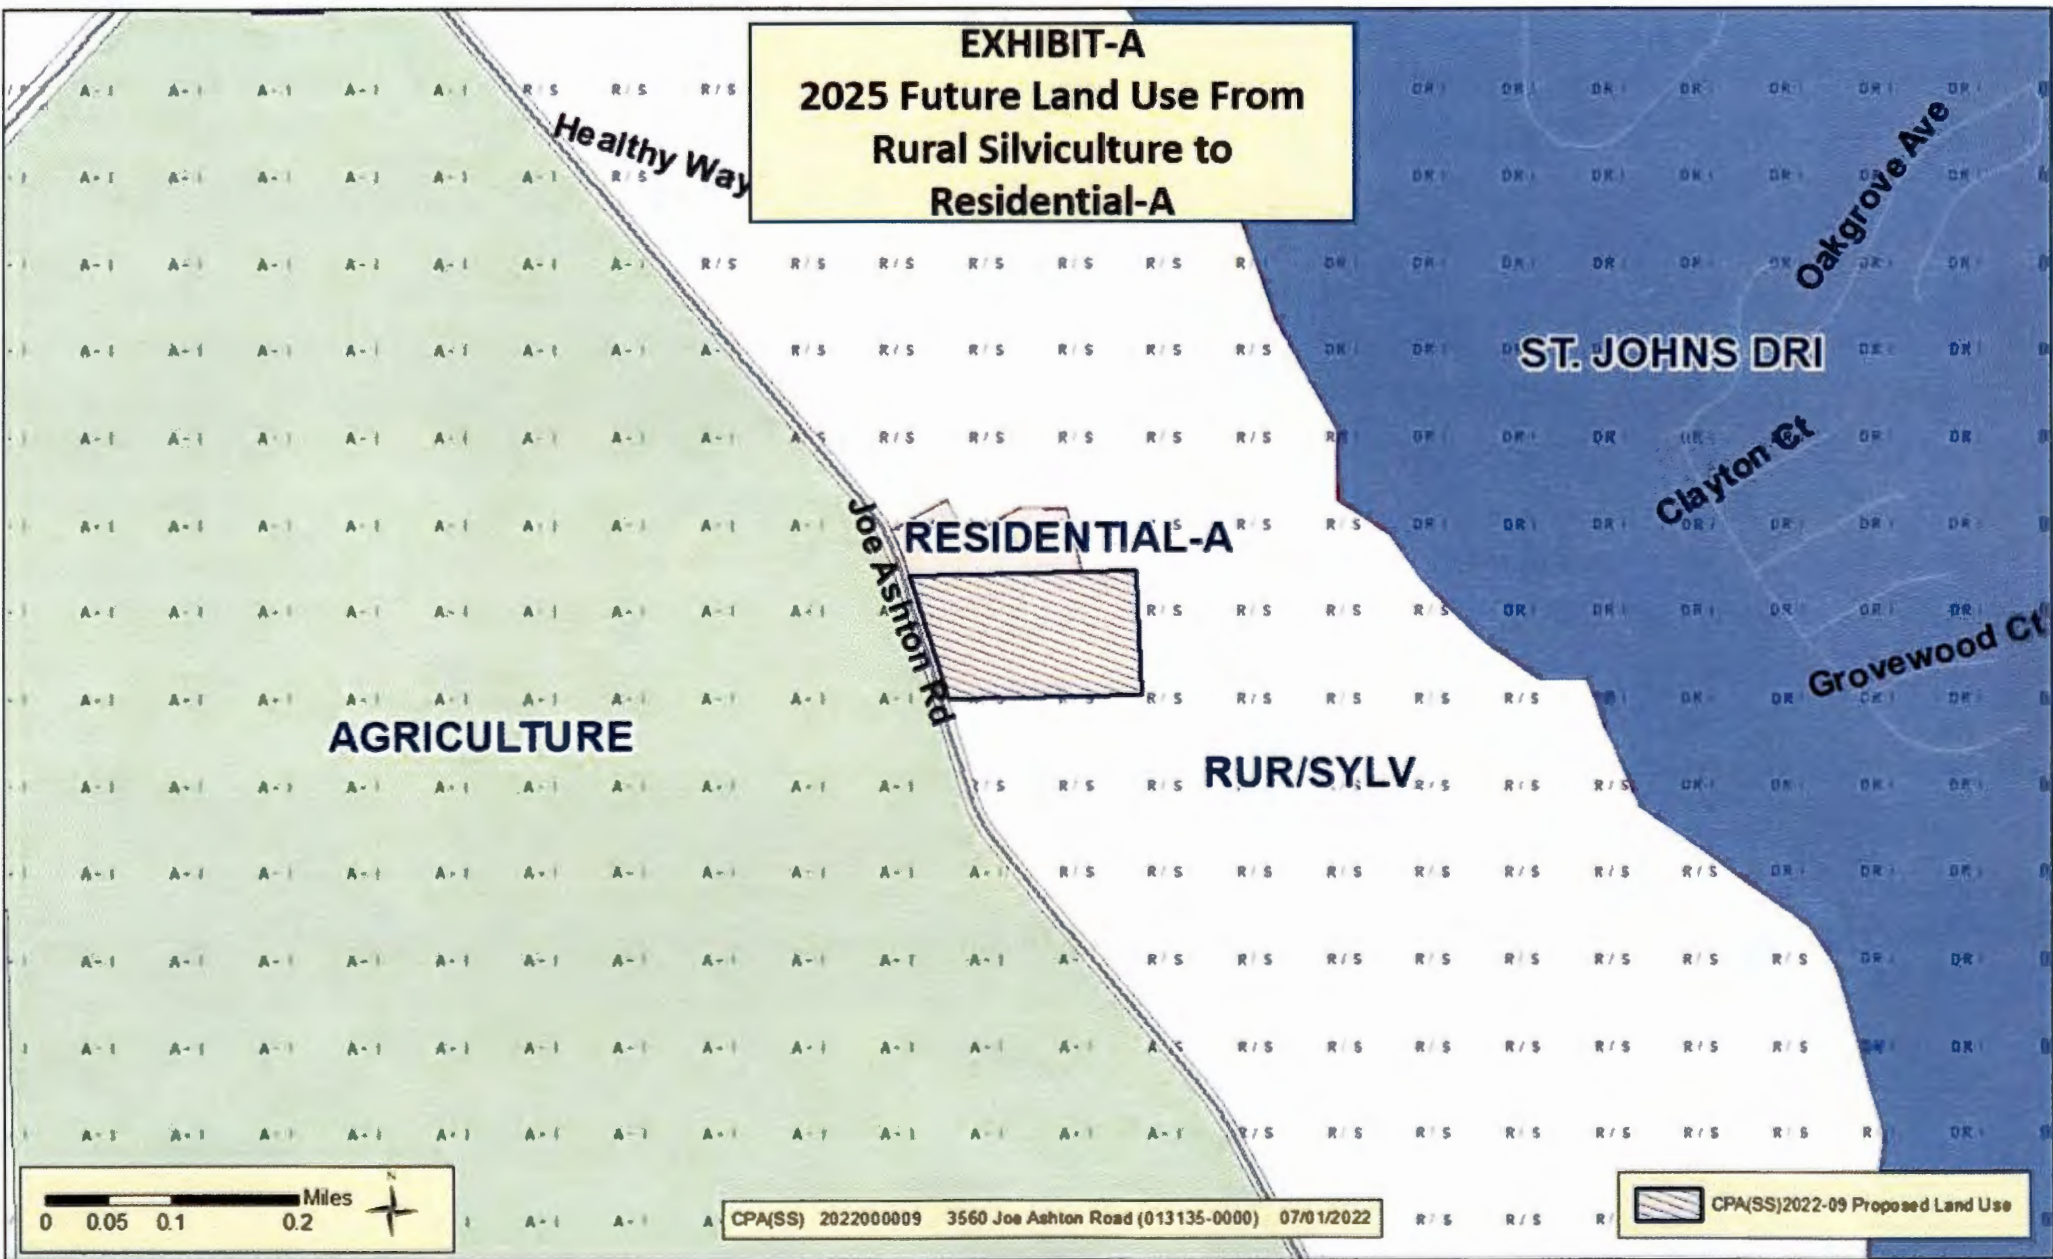 EXHIBIT-A
2025 Future Land Use From
Rural Silviculture to
Residential-A
Healthy Way
Oakgrove Ave
ST. JOHNS DRI
Clayton Ct
Joe Ashton Rd
RESIDENTIAL-A
Grovewood Ct
AGRICULTURE
RUR/SYLV
Miles
0 0.05 0.1 0.2
N
CPA(SS) 2022000009 3560 Joe Ashton Road (013135-0000) 07/01/2022
CPA(SS)2022-09 Proposed Land Use